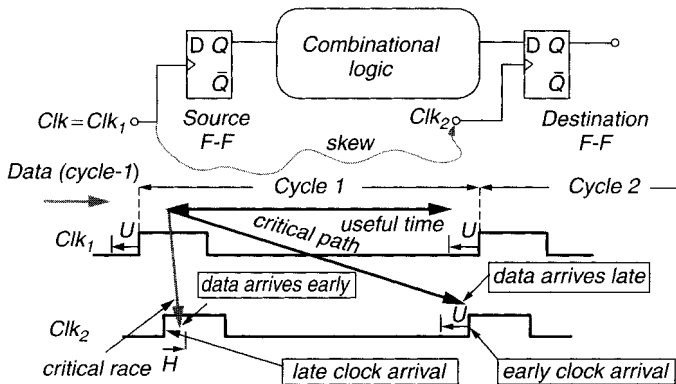 D Q
Q̅
Combinational
logic
D Q
Q̅
Clk = Clk₁
Source
F-F
Clk₂
Destination
F-F
skew
Data (cycle-1)
Cycle 1
Cycle 2
Clk₁
U
critical path
useful time
U
data arrives early
data arrives late
Clk₂
U
critical race
H
late clock arrival
early clock arrival